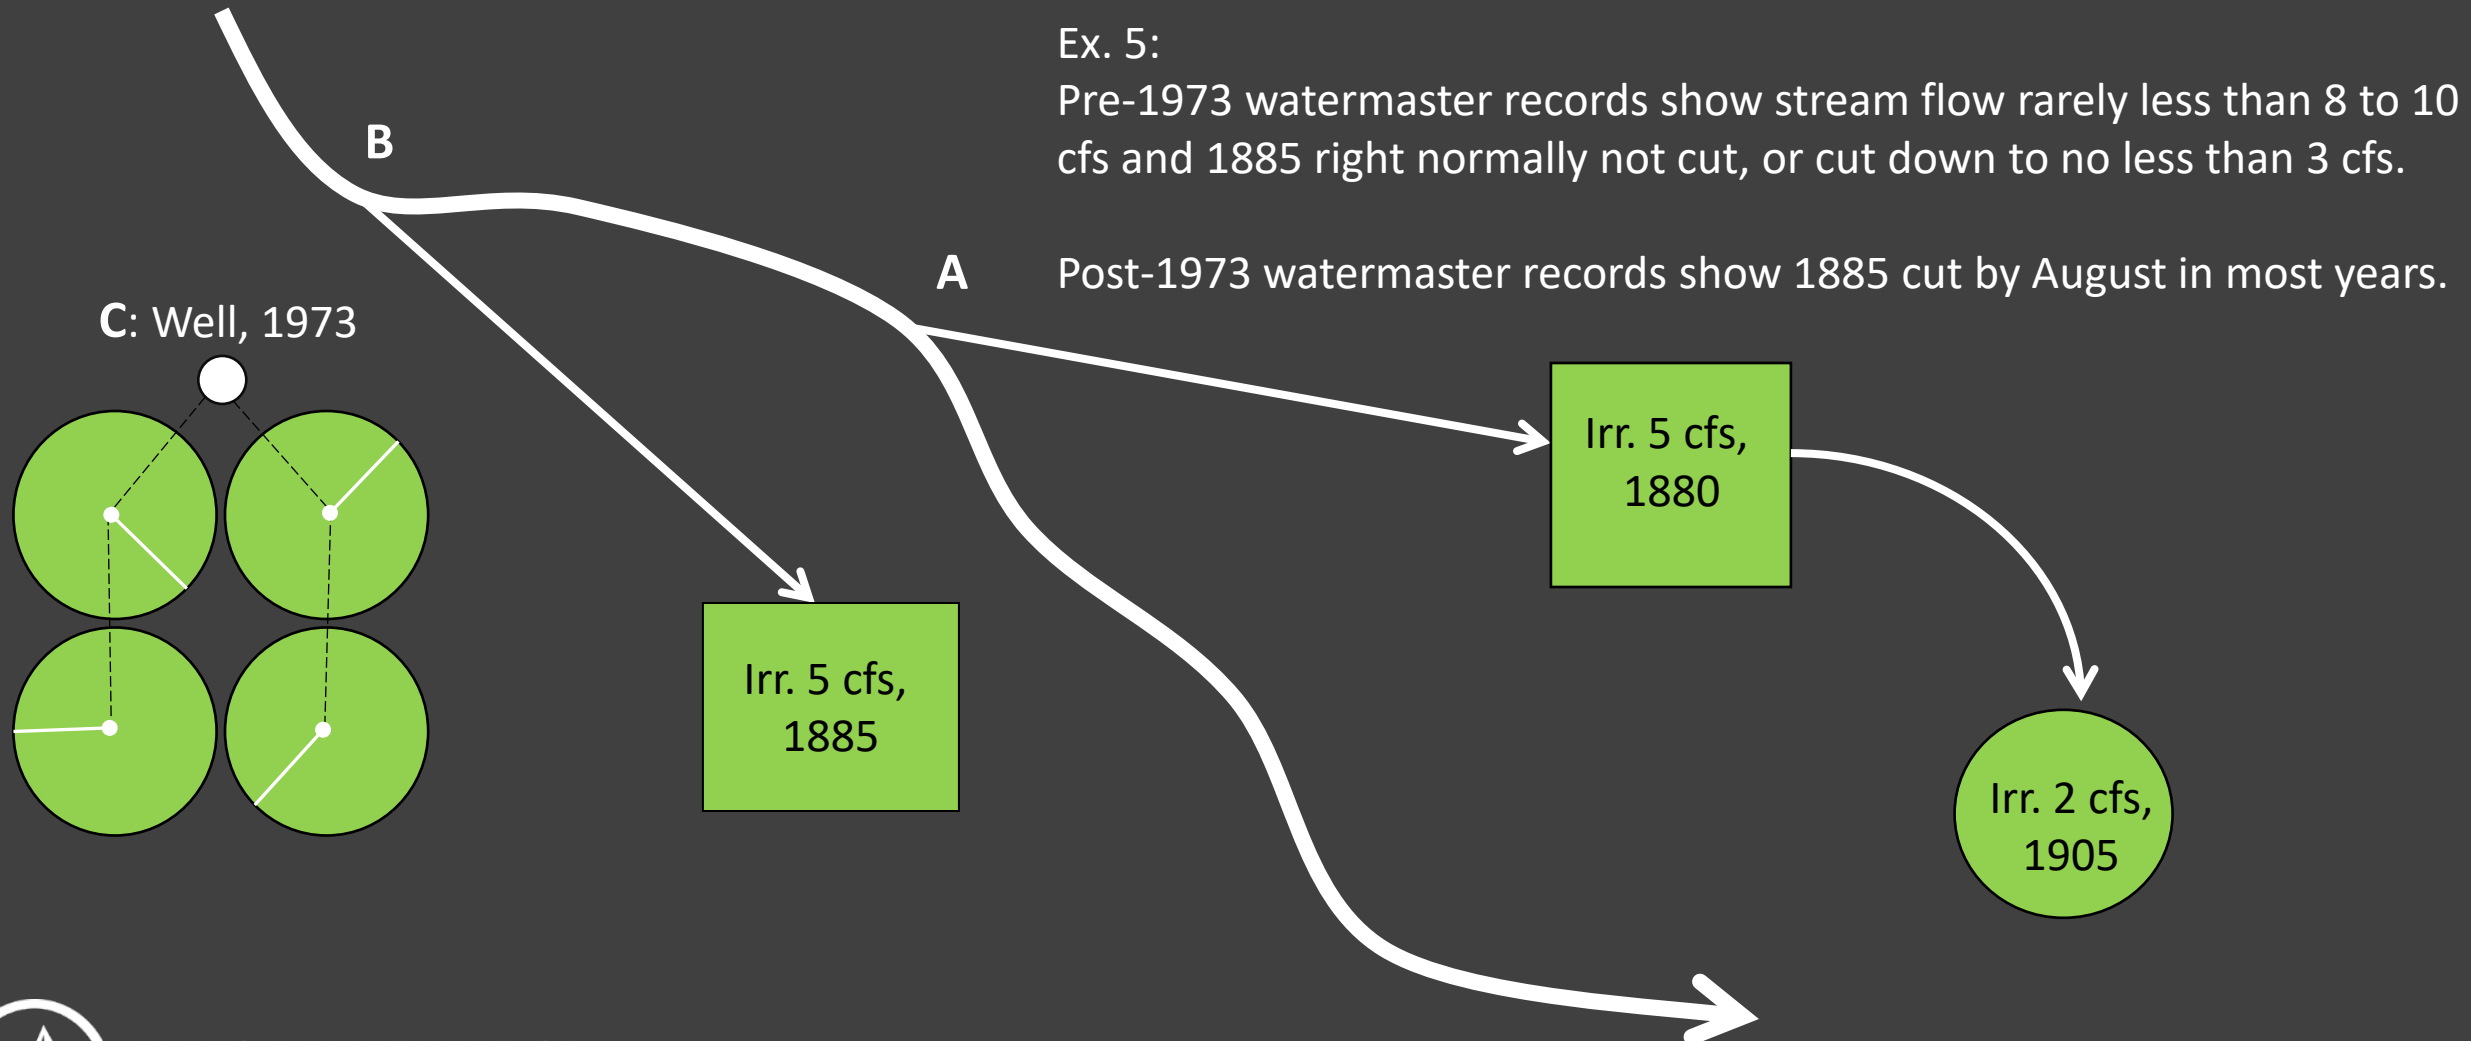 Ex. 5:
Pre-1973 watermaster records show stream flow rarely less than 8 to 10
cfs and 1885 right normally not cut, or cut down to no less than 3 cfs.
Post-1973 watermaster records show 1885 cut by August in most years.
B
A
C: Well, 1973
Irr. 5 cfs,
1880
Irr. 5 cfs,
1885
Irr. 2 cfs,
1905